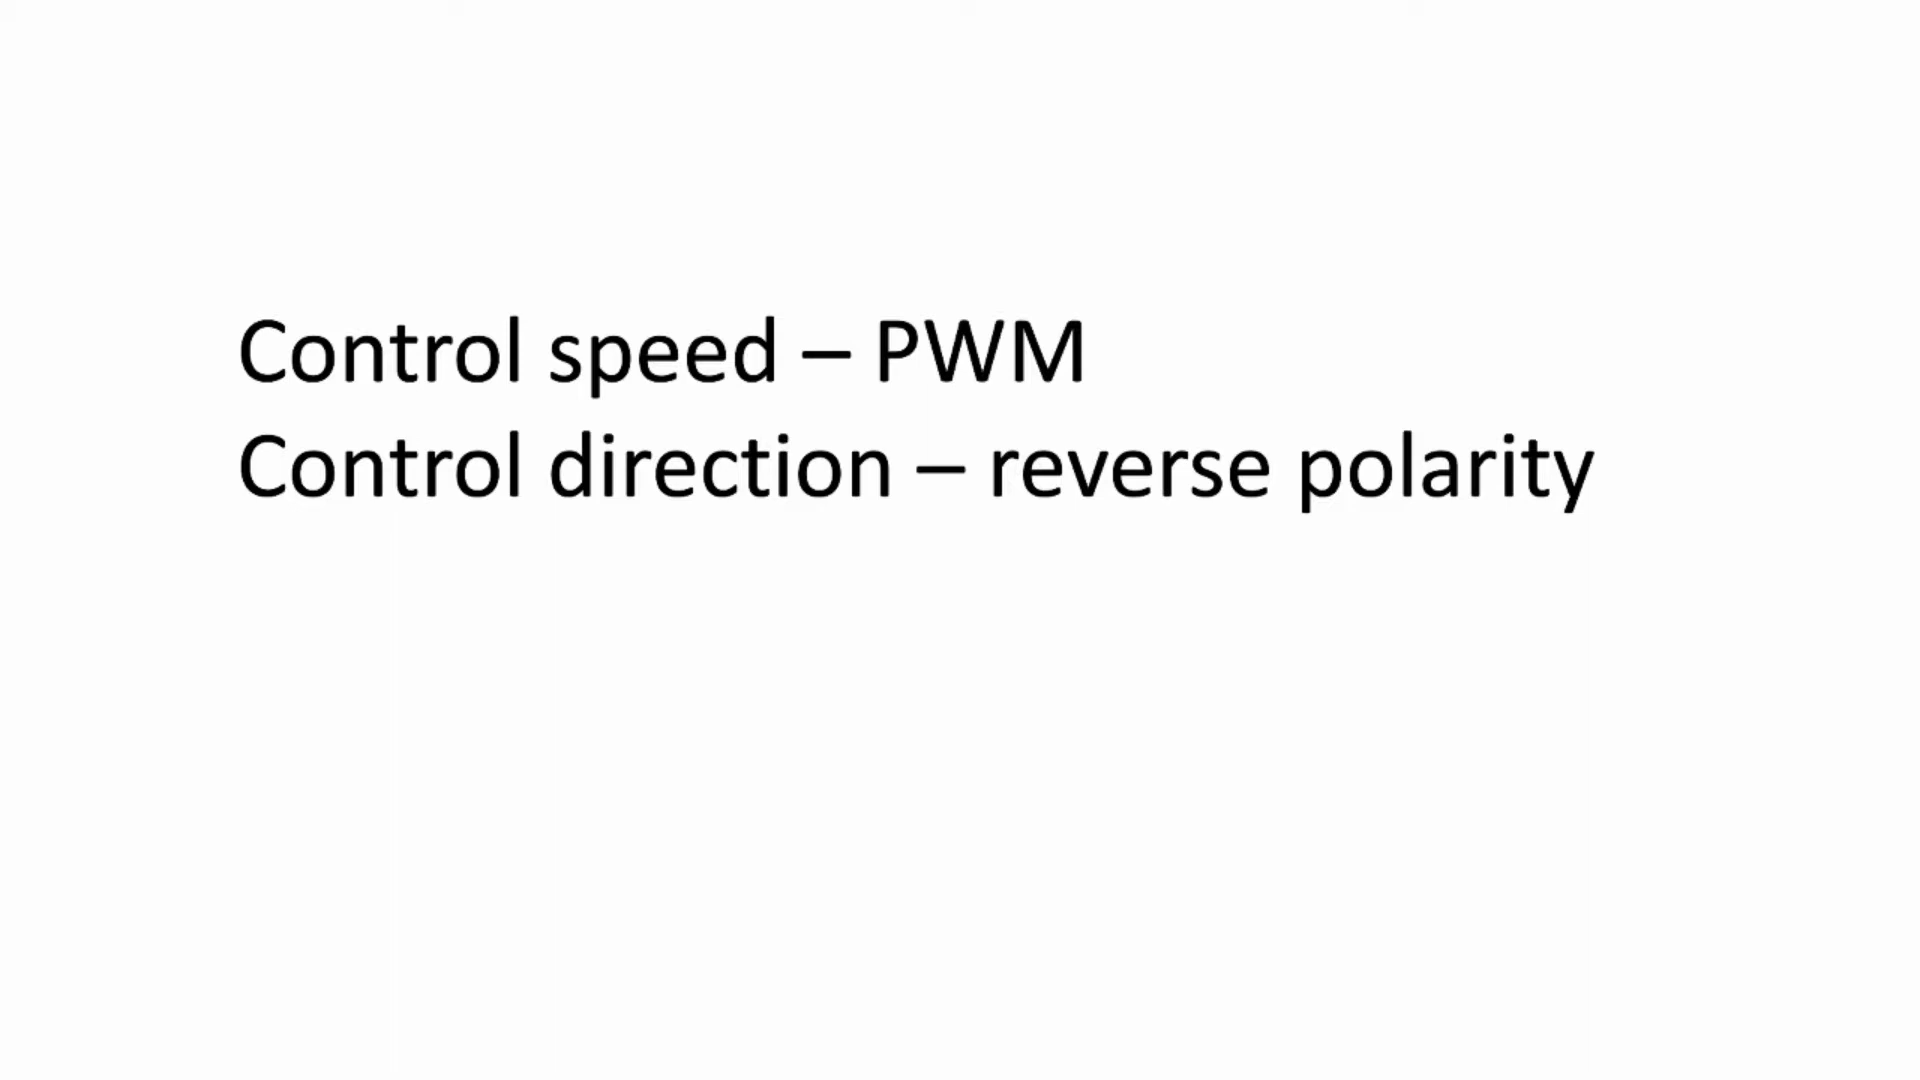 Control speed – PWM
Control direction – reverse polarity